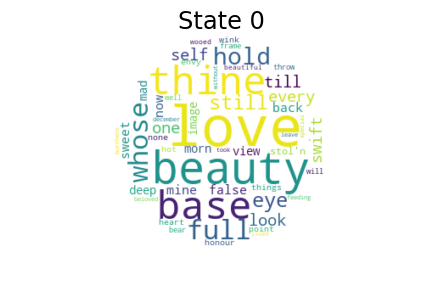 State 0
wooed wink
frame
self hold
envy beautiful throw
thine till
without
mad now well still every
back
love
whose one image swift
december
sweet none
leave
hot morn took view stol'n
beauty will
deep mine false things
beloved base eye feeding
heart full look
bear point
honour